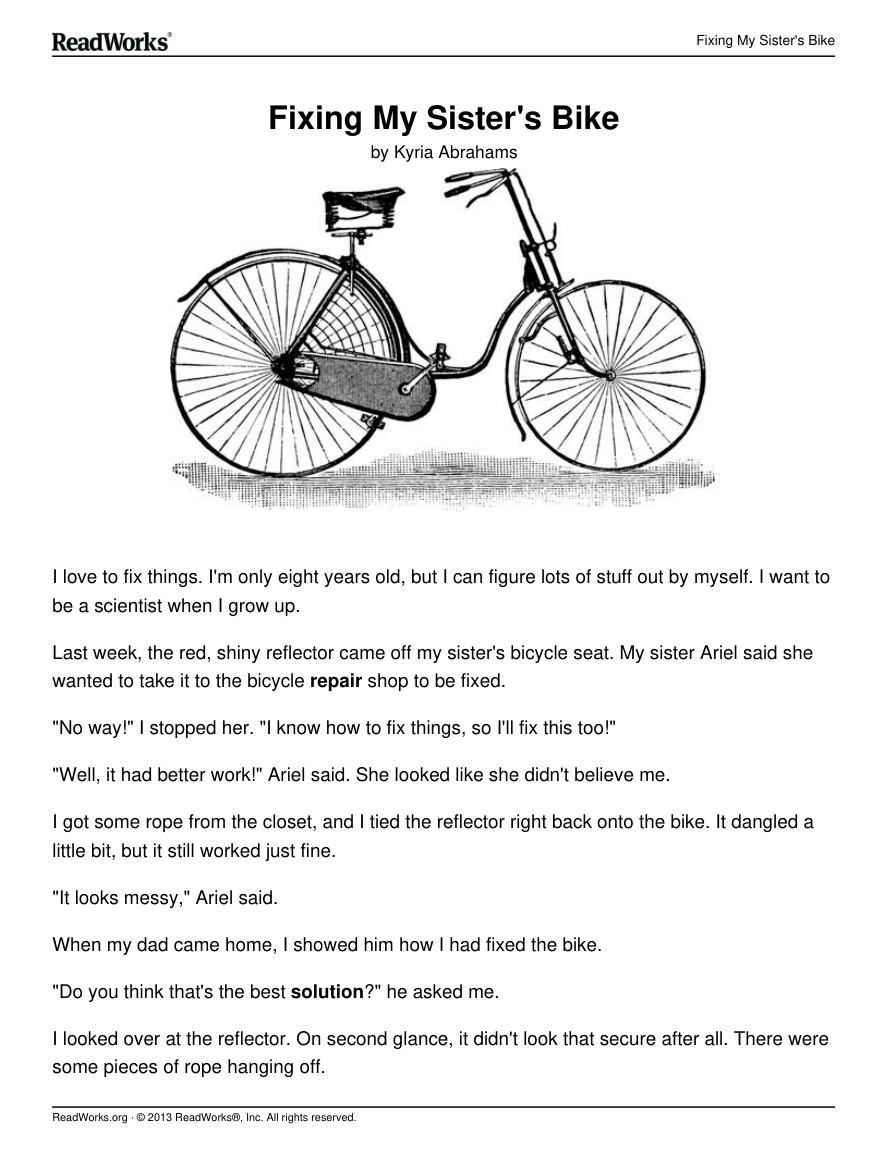 ReadWorks®
Fixing My Sister's Bike
Fixing My Sister's Bike
by Kyria Abrahams
I love to fix things. I'm only eight years old, but I can figure lots of stuff out by myself. I want to
be a scientist when I grow up.
Last week, the red, shiny reflector came off my sister's bicycle seat. My sister Ariel said she
wanted to take it to the bicycle repair shop to be fixed.
"No way!" I stopped her. "I know how to fix things, so I'll fix this too!"
"Well, it had better work!" Ariel said. She looked like she didn't believe me.
I got some rope from the closet, and I tied the reflector right back onto the bike. It dangled a
little bit, but it still worked just fine.
"It looks messy," Ariel said.
When my dad came home, I showed him how I had fixed the bike.
"Do you think that's the best solution?" he asked me.
I looked over at the reflector. On second glance, it didn't look that secure after all. There were
some pieces of rope hanging off.
ReadWorks.org · © 2013 ReadWorks®, Inc. All rights reserved.